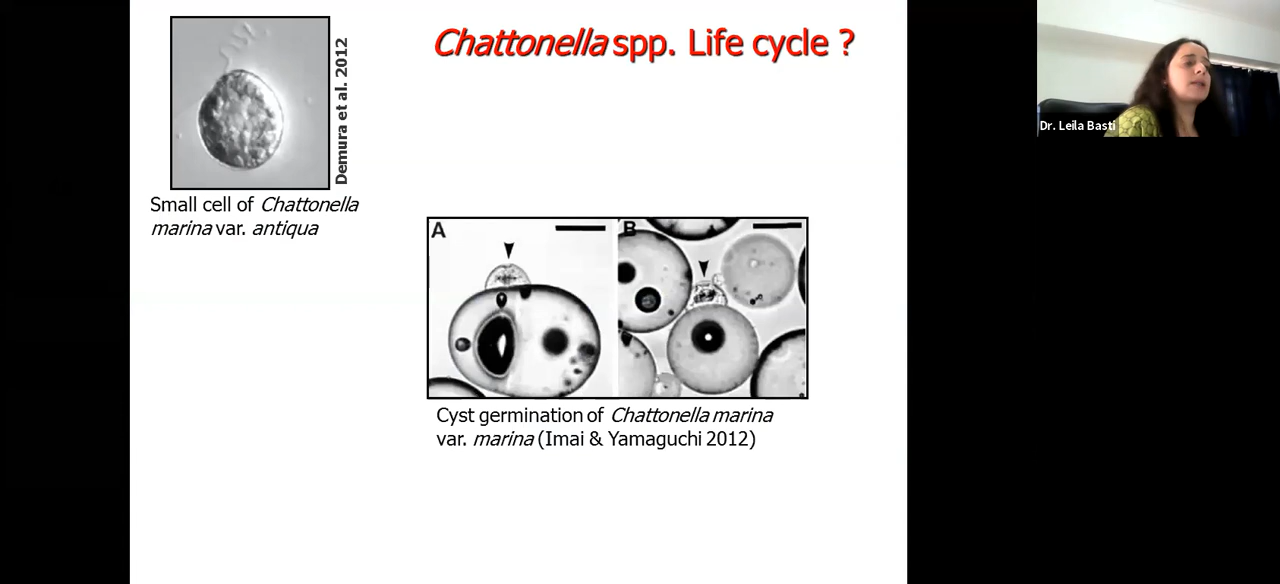 Chattonella spp. Life cycle ?
Demura et al. 2012
Small cell of Chattonella
marina var. antiqua
A
B
Cyst germination of Chattonella marina
var. marina (Imai & Yamaguchi 2012)
Dr. Leila Basti